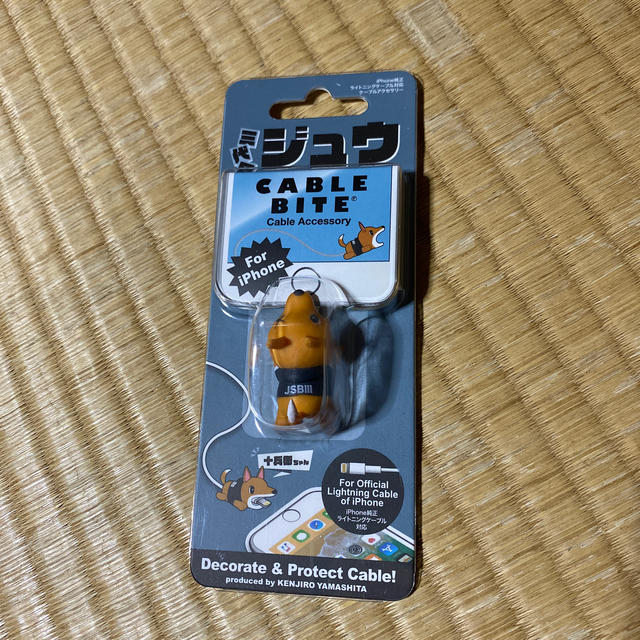 iPhone純正
ライトニングケーブル対応
ケーブルアクセサリー
ジュウ
CABLE
BITE
Cable Accessory
For
iPhone
JSBIII
十兵衛ちゃん
For Official
Lightning Cable
of iPhone
iPhone純正
ライトニングケーブル
対応
Decorate & Protect Cable!
produced by KENJIRO YAMASHITA